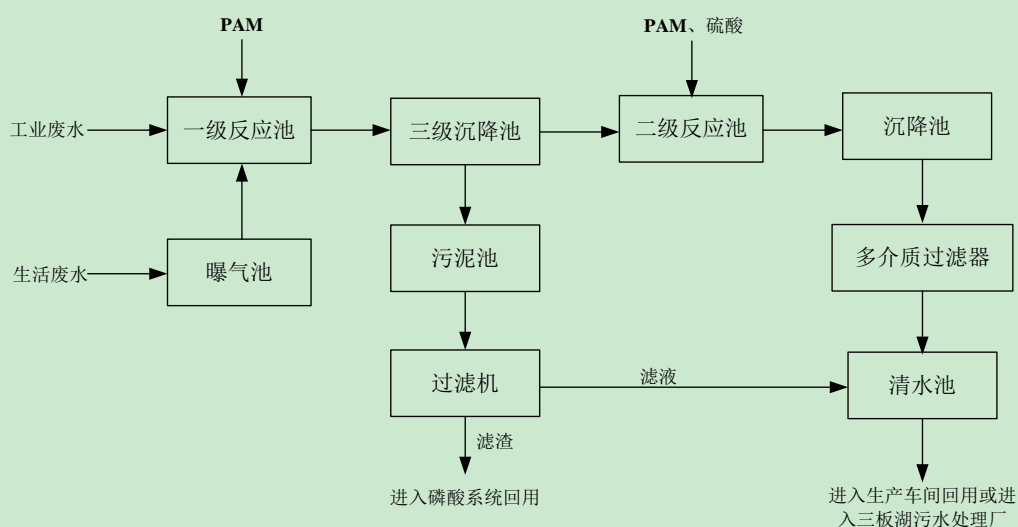 PAM
PAM、硫酸
工业废水
一级反应池
三级沉降池
二级反应池
沉降池
生活废水
曝气池
污泥池
多介质过滤器
过滤机
滤液
清水池
滤渣
进入磷酸系统回用
进入生产车间回用或进
入三板湖污水处理厂